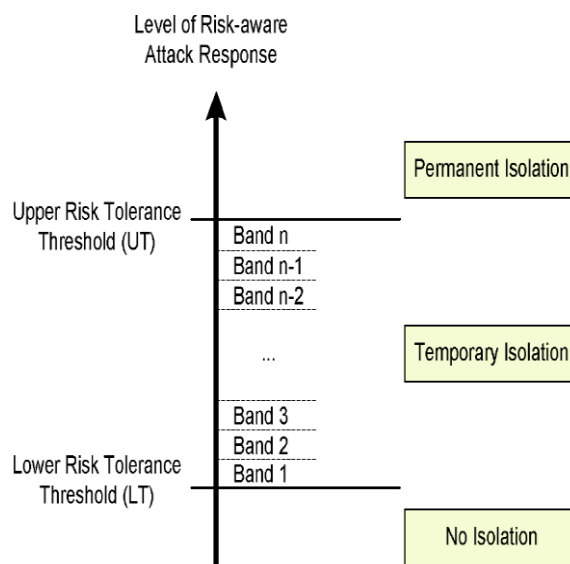 Level of Risk-aware
Attack Response
Permanent Isolation
Upper Risk Tolerance
Threshold (UT)
Band n
Band n-1
Band n-2
...
Temporary Isolation
Band 3
Band 2
Band 1
Lower Risk Tolerance
Threshold (LT)
No Isolation